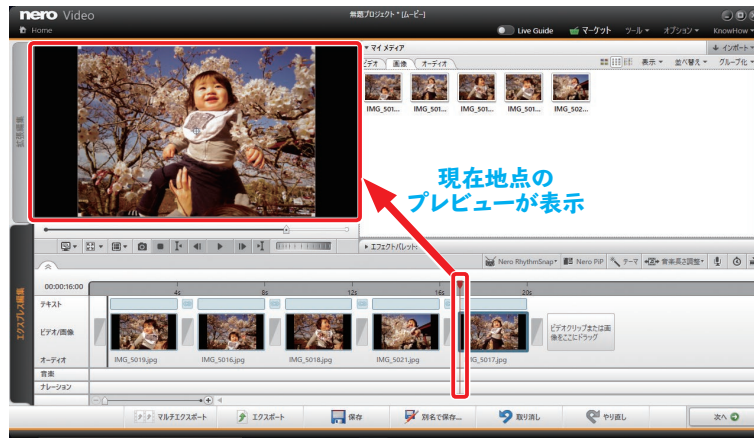 nero Video
無題プロジェクト * [ムービー]
Home
Live Guide
マーケット
ツール
オプション
KnowHow
マイ メディア
インポート
ビデオ
画像
オーディオ
表示
並べ替え
グループ化
IMG_501...
IMG_501...
IMG_501...
IMG_501...
IMG_502...
拡張編集
現在地点の
プレビューが表示
エフェクトパレット
Nero RhythmSnap
Nero PiP
テーマ
音楽長さ調整
エクスプレス編集
00:00:16:00
4s
8s
12s
16s
20s
テキスト
ビデオ/画像
ビデオクリップまたは画
像をここにドラッグ
オーディオ
IMG_5019.jpg
IMG_5016.jpg
IMG_5018.jpg
IMG_5021.jpg
IMG_5017.jpg
音楽
ナレーション
マルチエクスポート
エクスポート
保存
別名で保存...
取り消し
やり直し
次へ